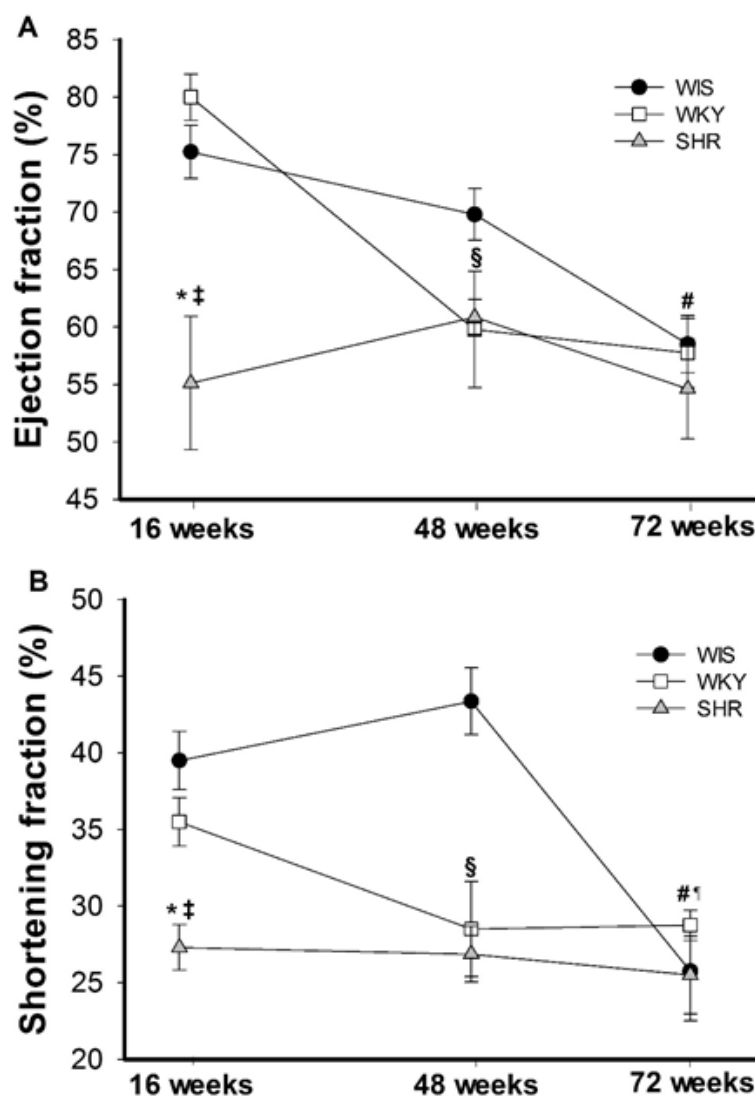 A
Ejection fraction (%)
85
80
75
70
65
60
55
50
45
WIS
WKY
SHR
*‡
§
#
16 weeks
48 weeks
72 weeks
B
Shortening fraction (%)
50
45
40
35
30
25
20
WIS
WKY
SHR
*‡
§
#¶
16 weeks
48 weeks
72 weeks